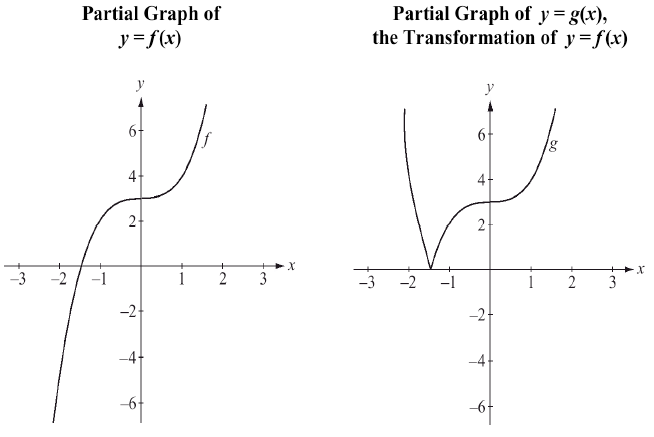 Partial Graph of
y = f(x)
y
6
f
4
2
-3 -2 -1 1 2 3 x
-2
-4
-6
Partial Graph of y = g(x),
the Transformation of y = f(x)
y
6
g
4
2
-3 -2 -1 1 2 3 x
-2
-4
-6